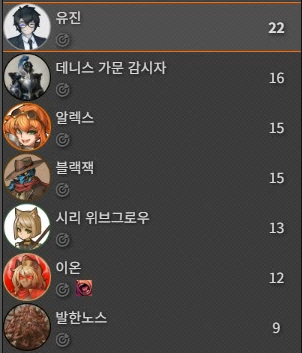 유진
22
데니스 가문 감시자
16
알렉스
15
블랙잭
15
시리 위브그로우
13
이온
12
발한노스
9